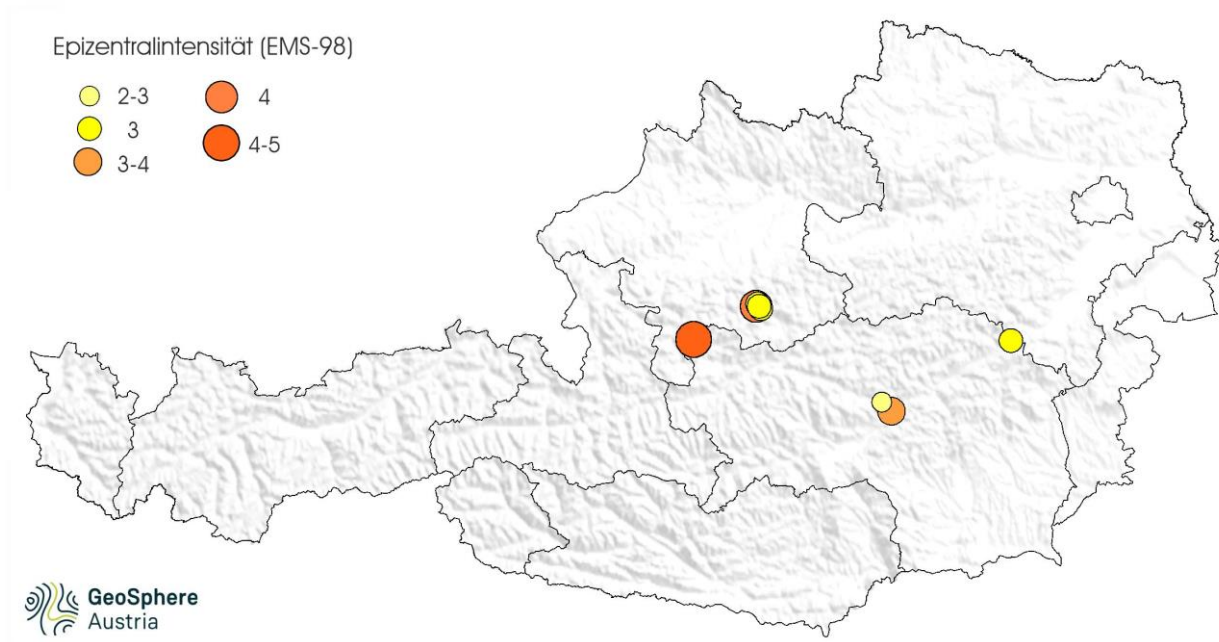 Epizentralintensität (EMS-98)
2-3
3
3-4
4
4-5
GeoSphere
Austria